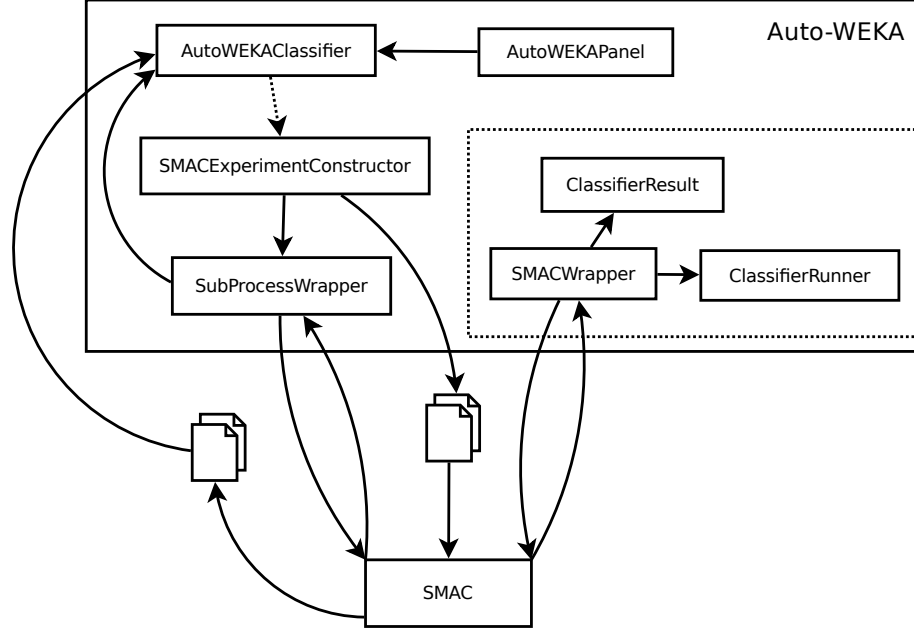 Auto-WEKA
AutoWEKAClassifier
AutoWEKAPanel
SMACExperimentConstructor
ClassifierResult
SMACWrapper
ClassifierRunner
SubProcessWrapper
SMAC